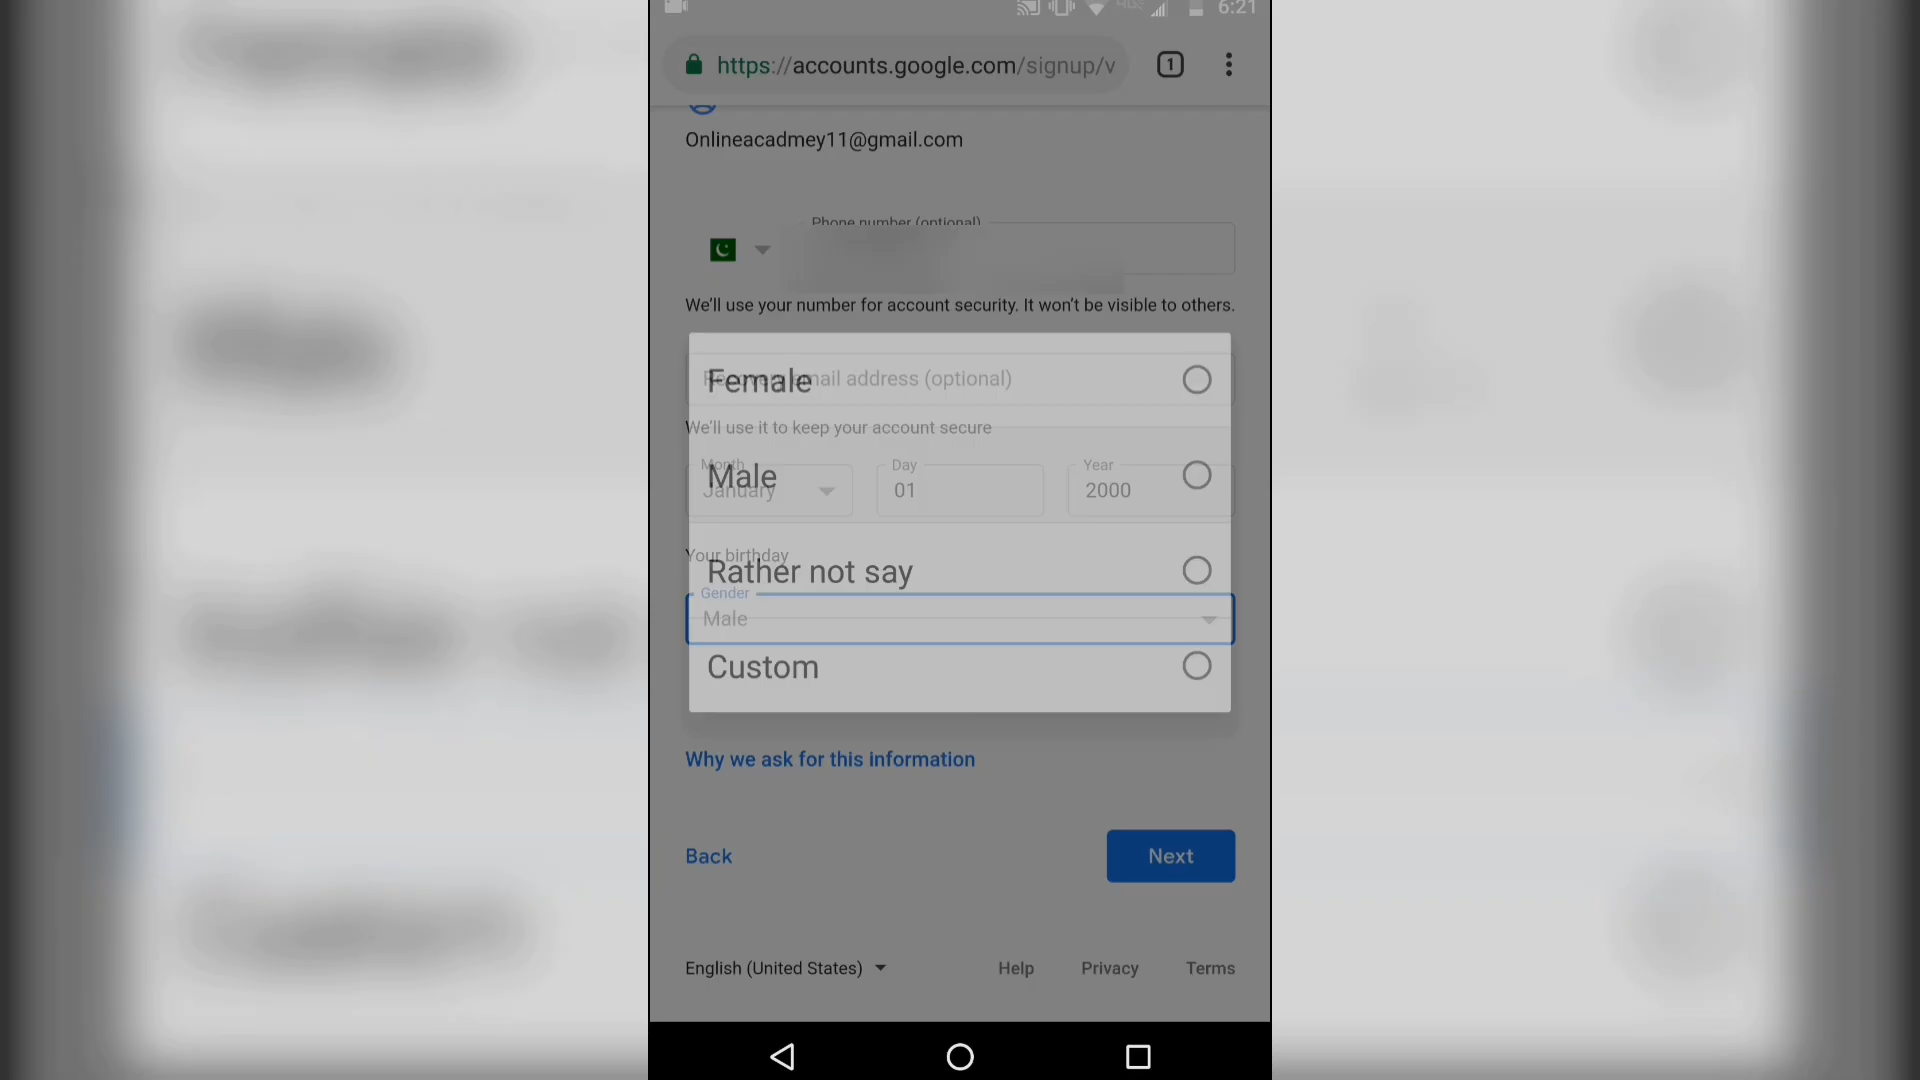 6:21
https://accounts.google.com/signup/v
1
Onlineacadmey11@gmail.com
Phone number (optional)
We'll use your number for account security. It won't be visible to others.
Recovery email address (optional)
Female
We'll use it to keep your account secure
Month
Day
Year
Male
January
01
2000
Your birthday
Rather not say
Gender
Male
Custom
Why we ask for this information
Back
Next
English (United States)
Help
Privacy
Terms